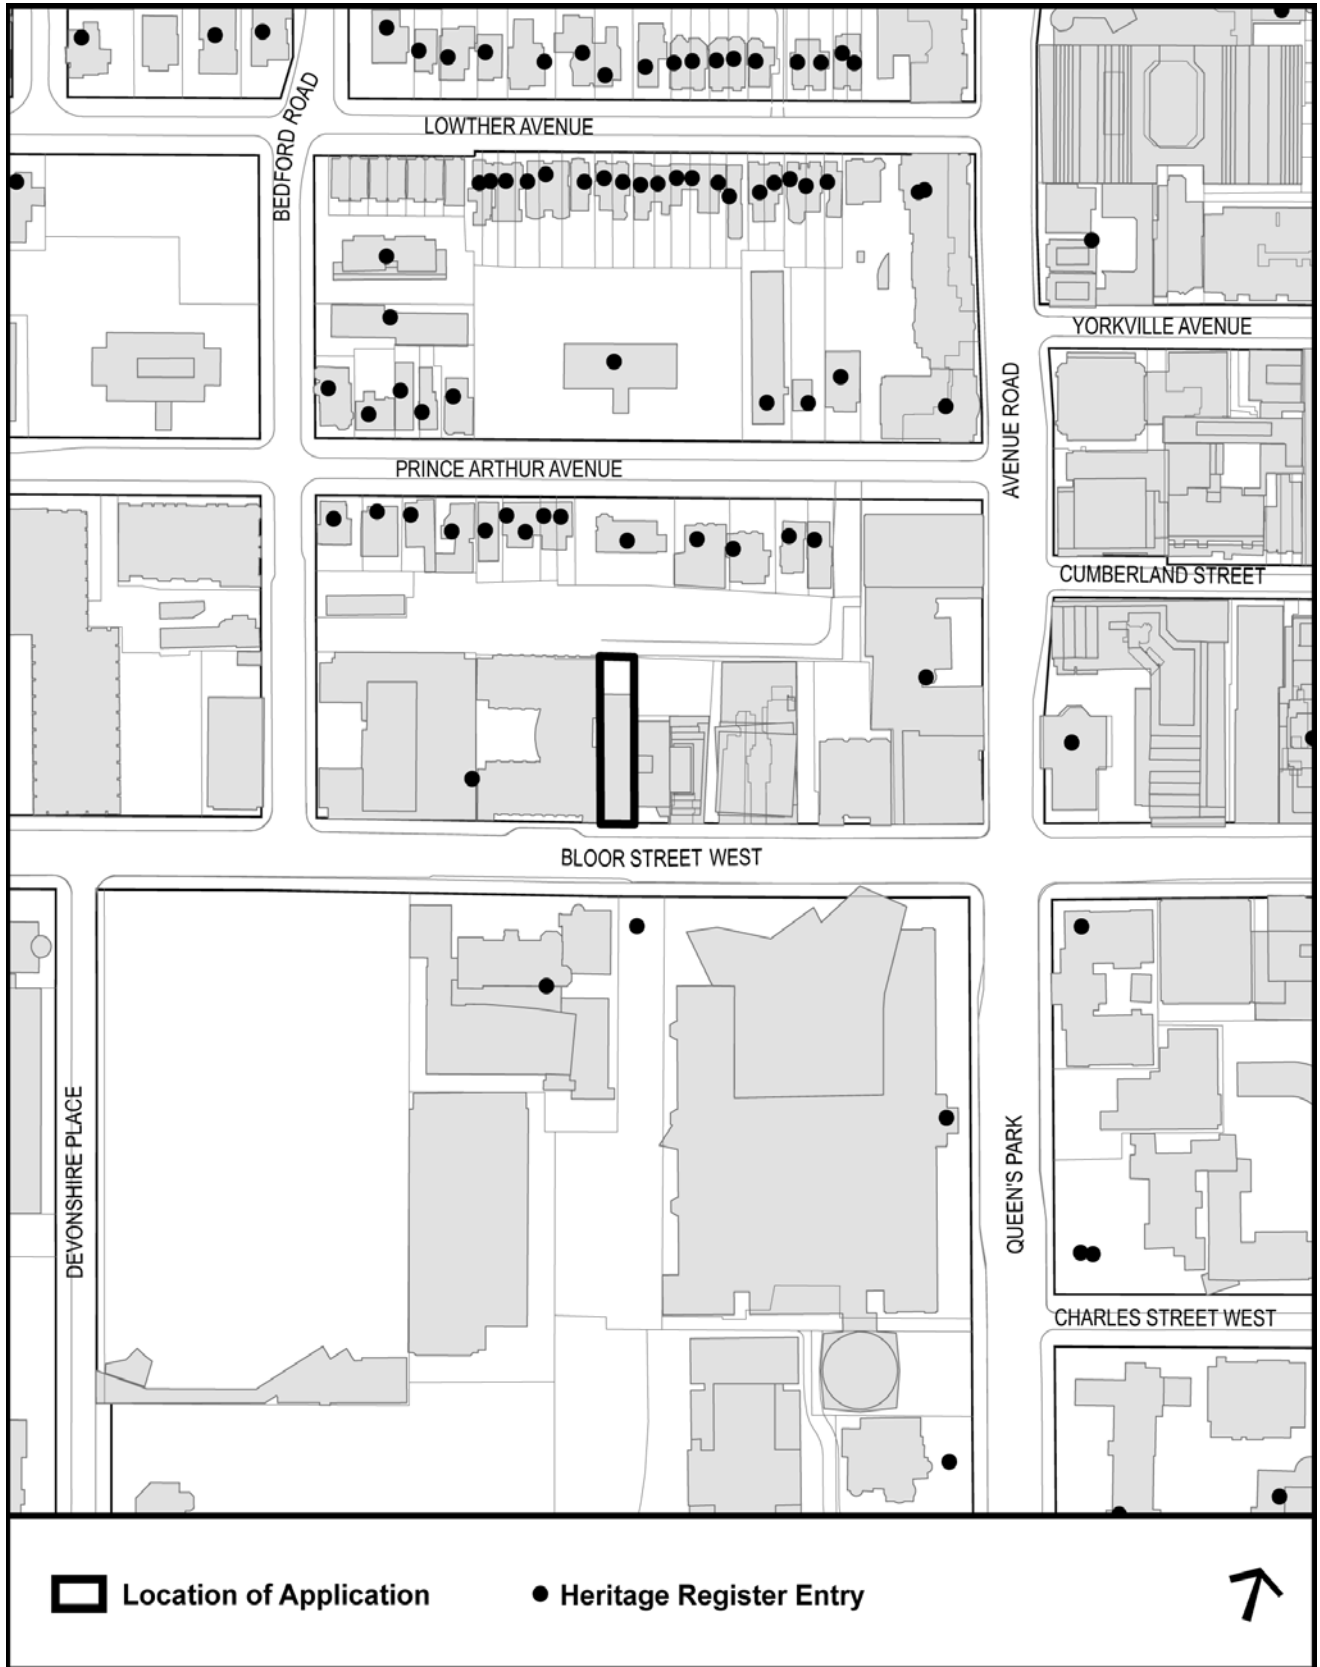 BEDFORD ROAD
LOWTHER AVENUE
YORKVILLE AVENUE
AVENUE ROAD
PRINCE ARTHUR AVENUE
CUMBERLAND STREET
BLOOR STREET WEST
DEVONSHIRE PLACE
QUEEN'S PARK
CHARLES STREET WEST
Location of Application
Heritage Register Entry